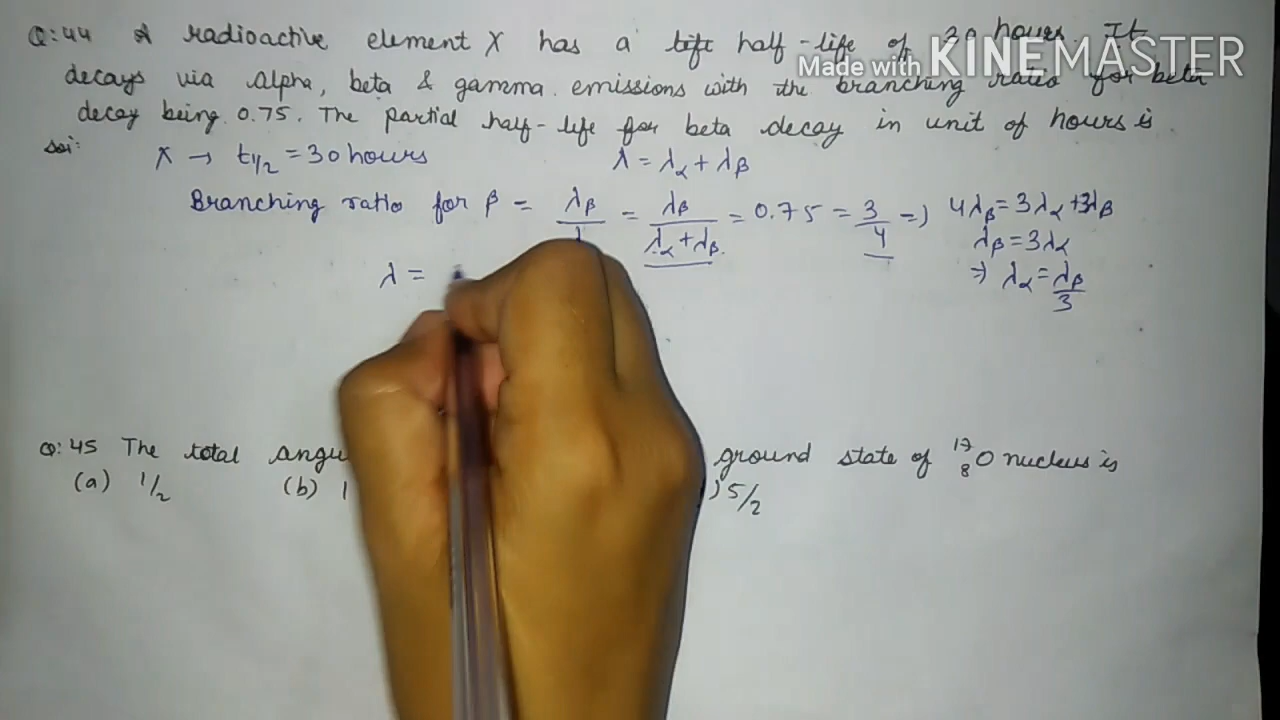 Q:44 A radioactive element X has a half-life of 30 hours. It
Made with KINEMASTER
decays via alpha, beta & gamma emissions with the branching ratio for beta
decay being 0.75. The partial half-life for beta decay in unit of hours is
Sol:
X → t1/2 = 30 hours λ = λα + λβ
Branching ratio for β = λβ/λ = λβ/(λα + λβ) = 0.75 = 3/4 => 4λβ = 3λα + 3λβ
λβ = 3λα
λ = => λα = λβ/3
Q:45 The total angu ground state of ¹⁷₈O nucleus is
(a) 1/2 (b) 1 ) 5/2